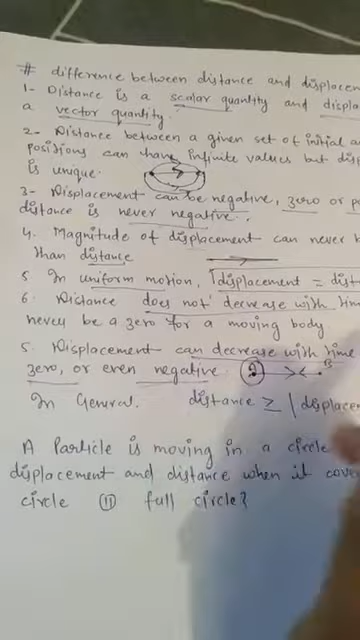 # difference between distance and displacem
1- Distance is a scalar quantity and displ
a vector quantity.
2- Distance between a given set of initial a
positions can have infinite values but dis
is unique.
3- Displacement can be negative, zero or p
distance is never negative.
4. Magnitude of displacement can never
than distance
5 In uniform motion, |displacement = dist
6. Distance does not decrease with time
never be a zero for a moving body
5. Displacement can decrease with time
zero, or even negative.
In General. distance ≥ |displacem
A Particle is moving in a circle
displacement and distance when it cove
circle (ii) full circle?